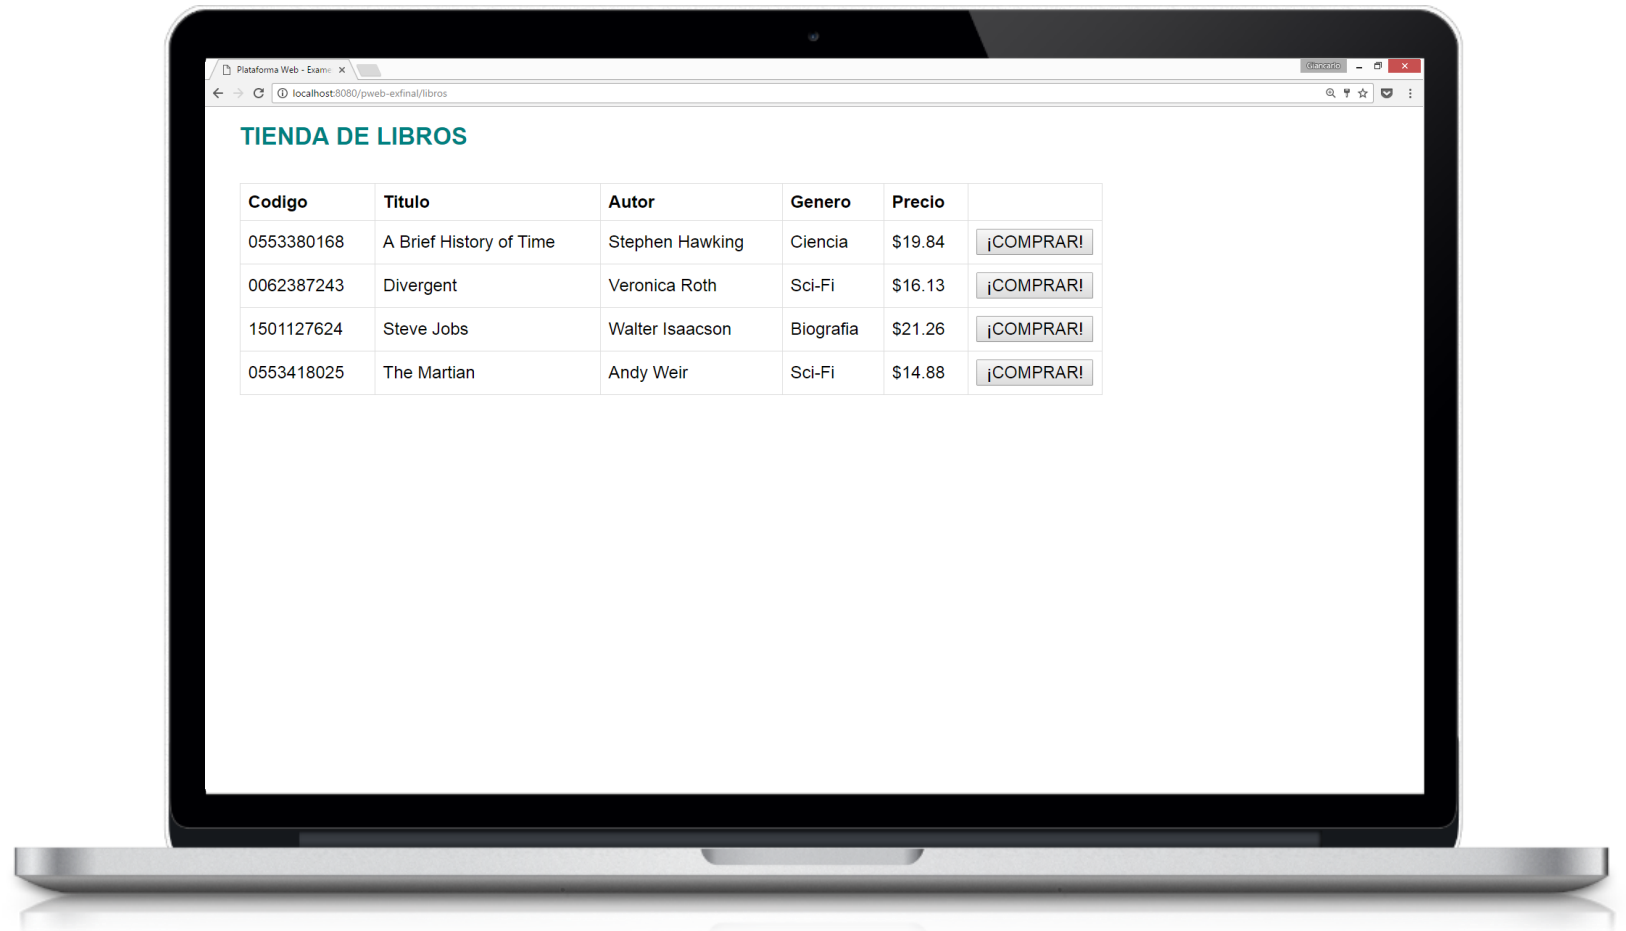 Plataforma Web - Exame
Giancarlo
localhost:8080/pweb-exfinal/libros
TIENDA DE LIBROS
Codigo Titulo Autor Genero Precio
0553380168 A Brief History of Time Stephen Hawking Ciencia $19.84 ¡COMPRAR!
0062387243 Divergent Veronica Roth Sci-Fi $16.13 ¡COMPRAR!
1501127624 Steve Jobs Walter Isaacson Biografia $21.26 ¡COMPRAR!
0553418025 The Martian Andy Weir Sci-Fi $14.88 ¡COMPRAR!